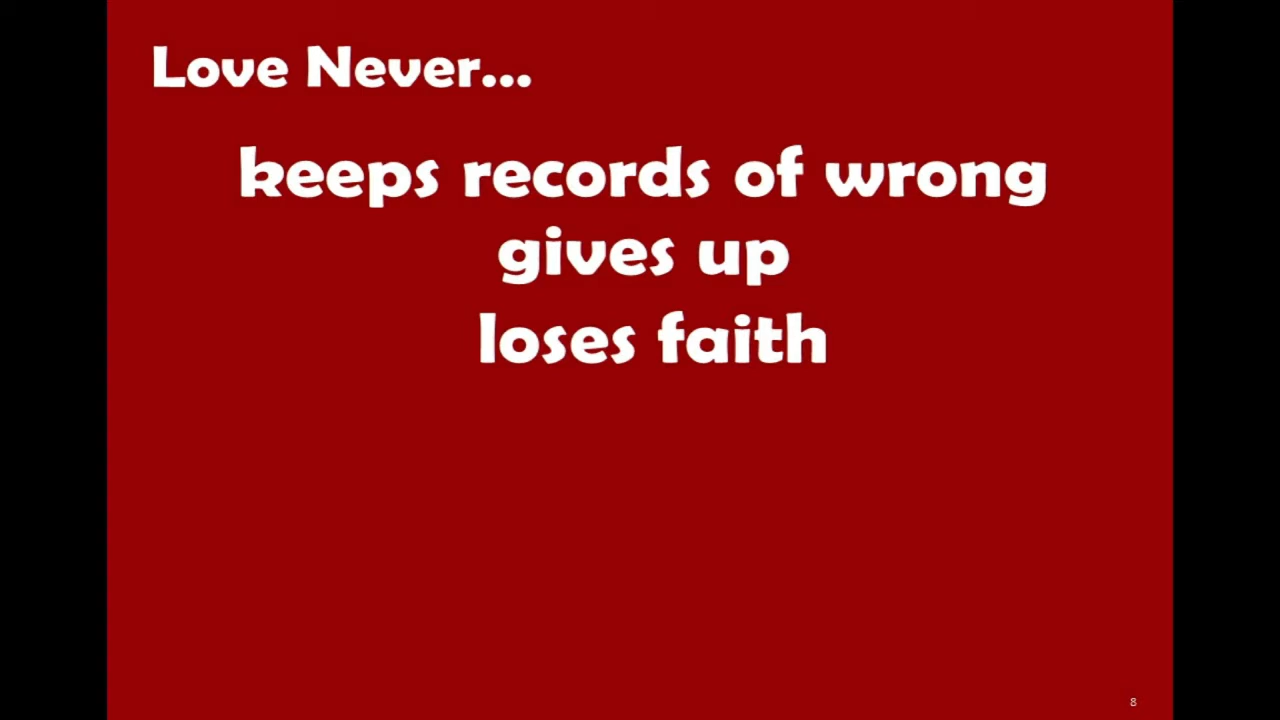 Love Never...
keeps records of wrong
gives up
loses faith
8